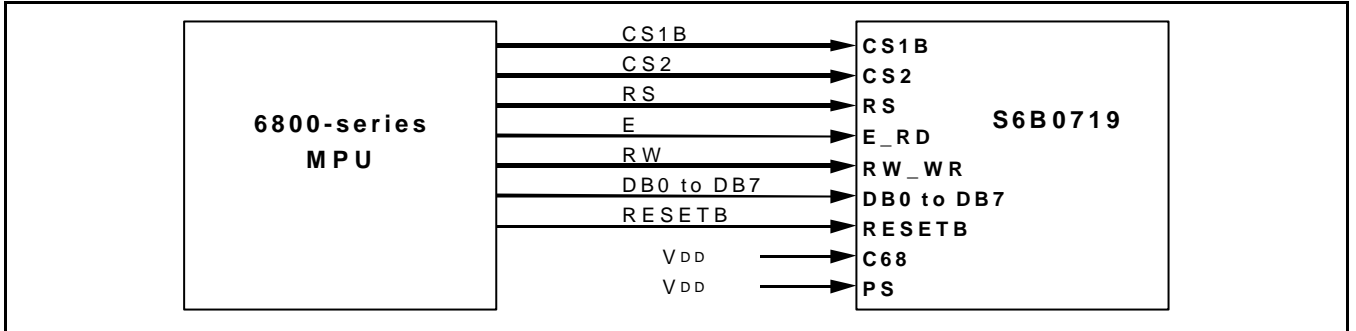 6800-series
MPU
CS1B
CS2
RS
E
RW
DB0 to DB7
RESETB
VDD
VDD
CS1B
CS2
RS
E_RD
RW_WR
DB0 to DB7
RESETB
C68
PS
S6B0719